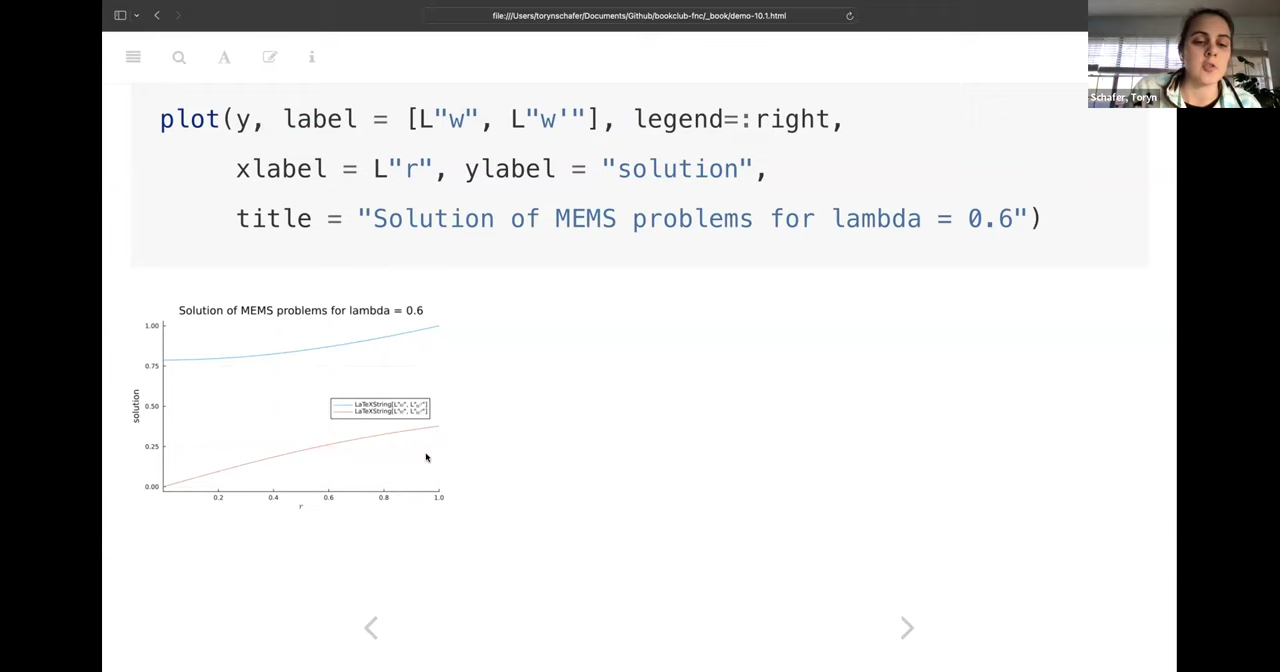 file:///Users/torynschafer/Documents/Github/bookclub-fnc/_book/demo-10.1.html
Schafer, Toryn
plot(y, label = [L"w", L"w'"], legend=:right,
xlabel = L"r", ylabel = "solution",
title = "Solution of MEMS problems for lambda = 0.6")
Solution of MEMS problems for lambda = 0.6
1.00
0.75
0.50
0.25
0.00
solution
LaTeXString[L"w", L"w'"]
LaTeXString[L"w", L"w'"]
0.2 0.4 0.6 0.8 1.0
r